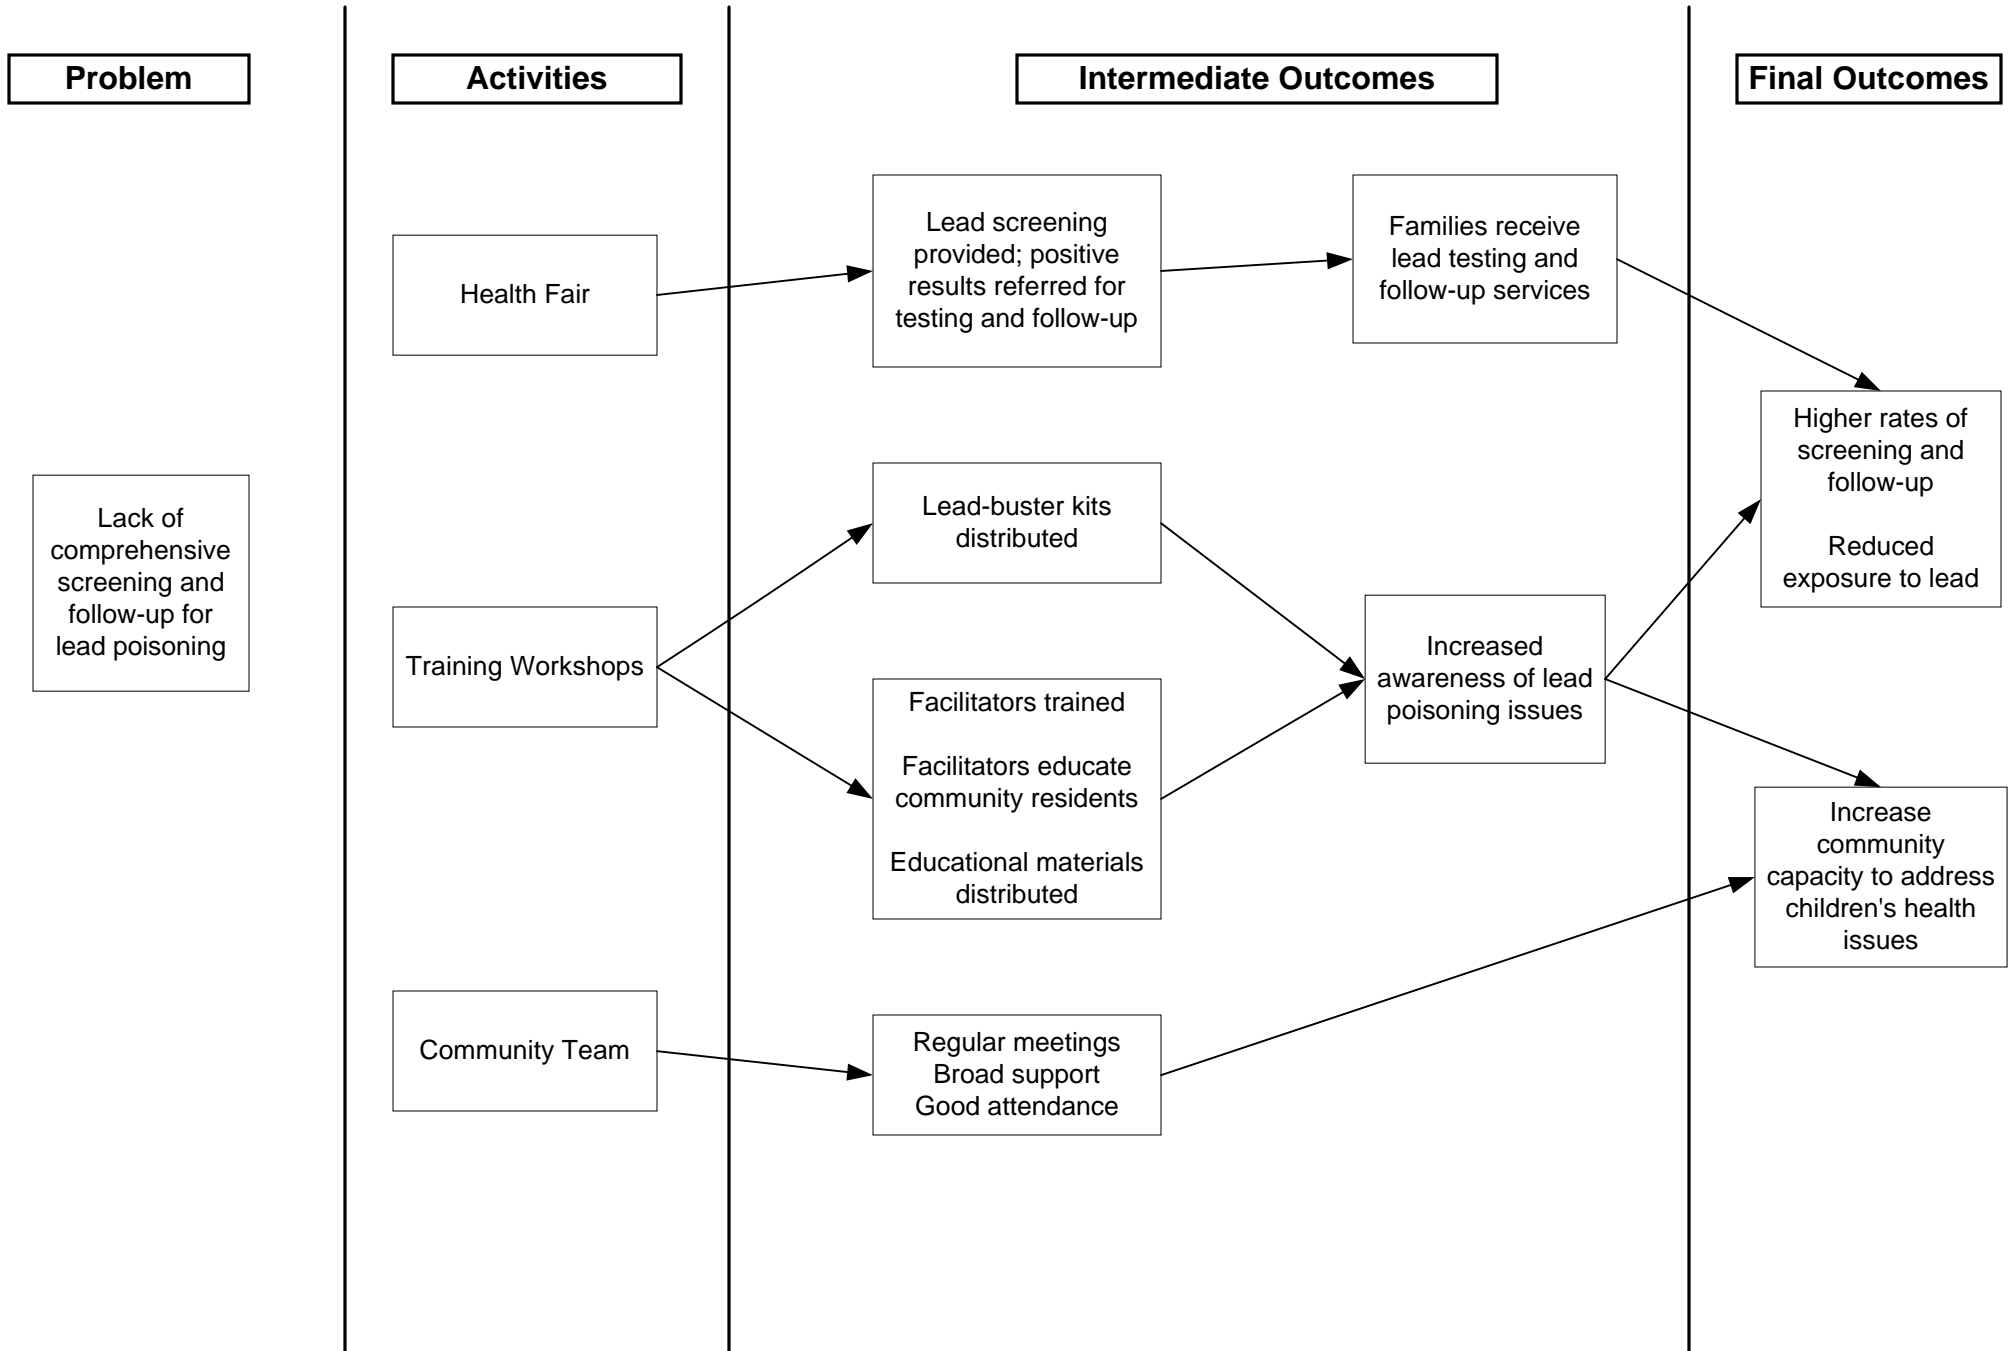 Problem
Activities
Intermediate Outcomes
Final Outcomes
Lack of
comprehensive
screening and
follow-up for
lead poisoning
Health Fair
Training Workshops
Community Team
Lead screening
provided; positive
results referred for
testing and follow-up
Families receive
lead testing and
follow-up services
Lead-buster kits
distributed
Facilitators trained
Facilitators educate
community residents
Educational materials
distributed
Increased
awareness of lead
poisoning issues
Regular meetings
Broad support
Good attendance
Higher rates of
screening and
follow-up
Reduced
exposure to lead
Increase
community
capacity to address
children's health
issues